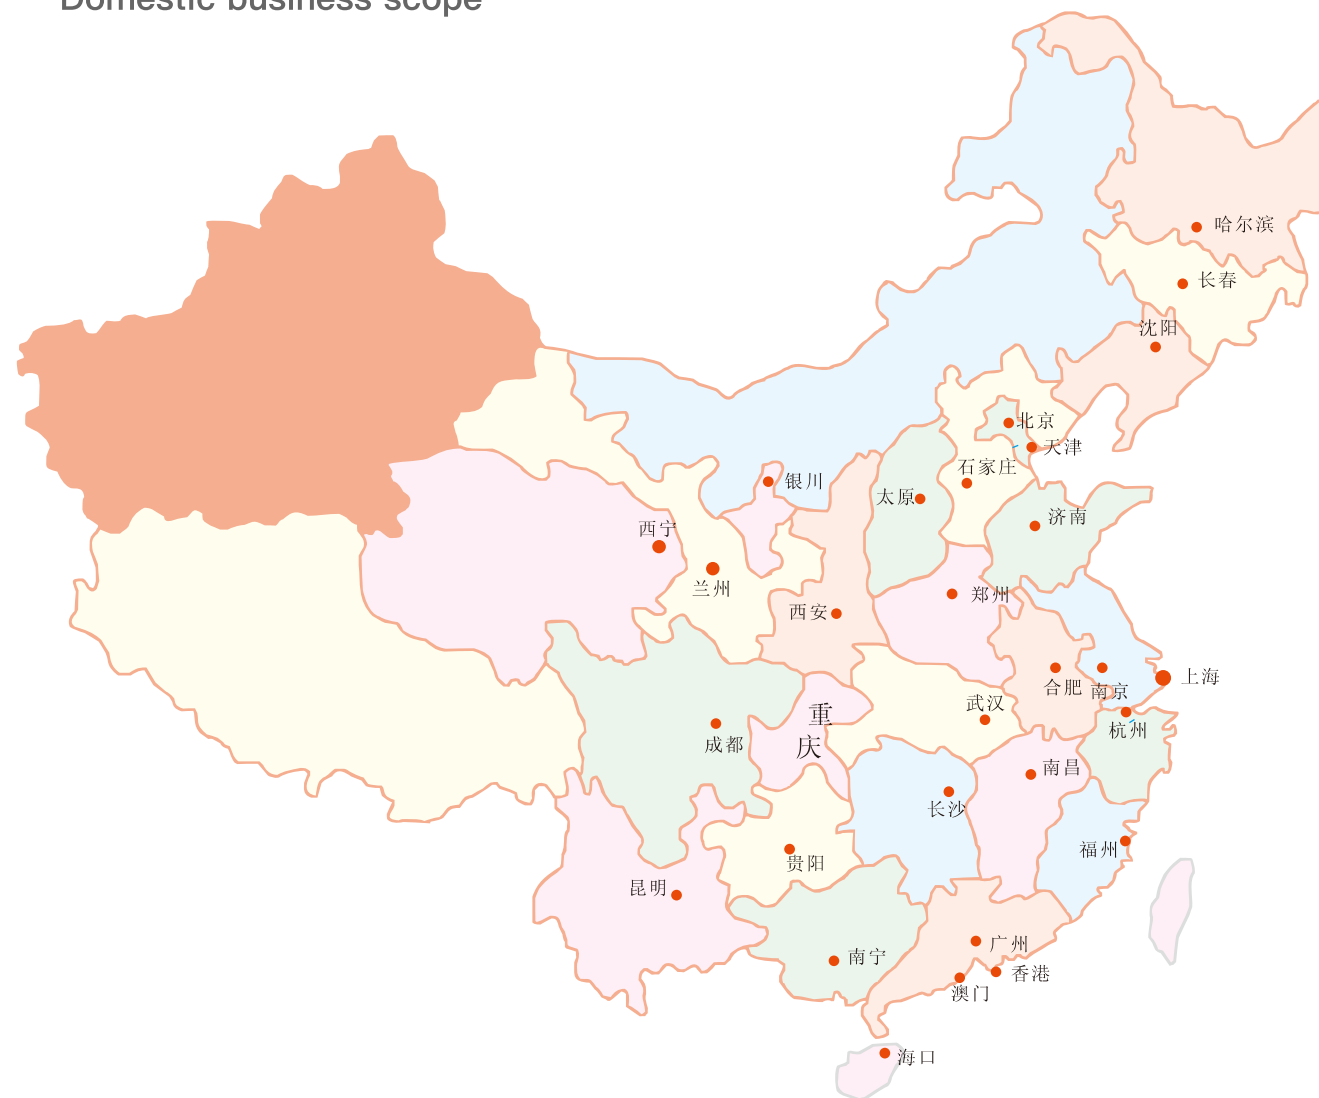 Domestic business scope
哈尔滨
长春
沈阳
北京
天津
石家庄
银川
太原
济南
西宁
兰州
郑州
西安
上海
合肥
南京
武汉
重
庆
杭州
成都
南昌
长沙
福州
贵阳
昆明
广州
南宁
香港
澳门
海口